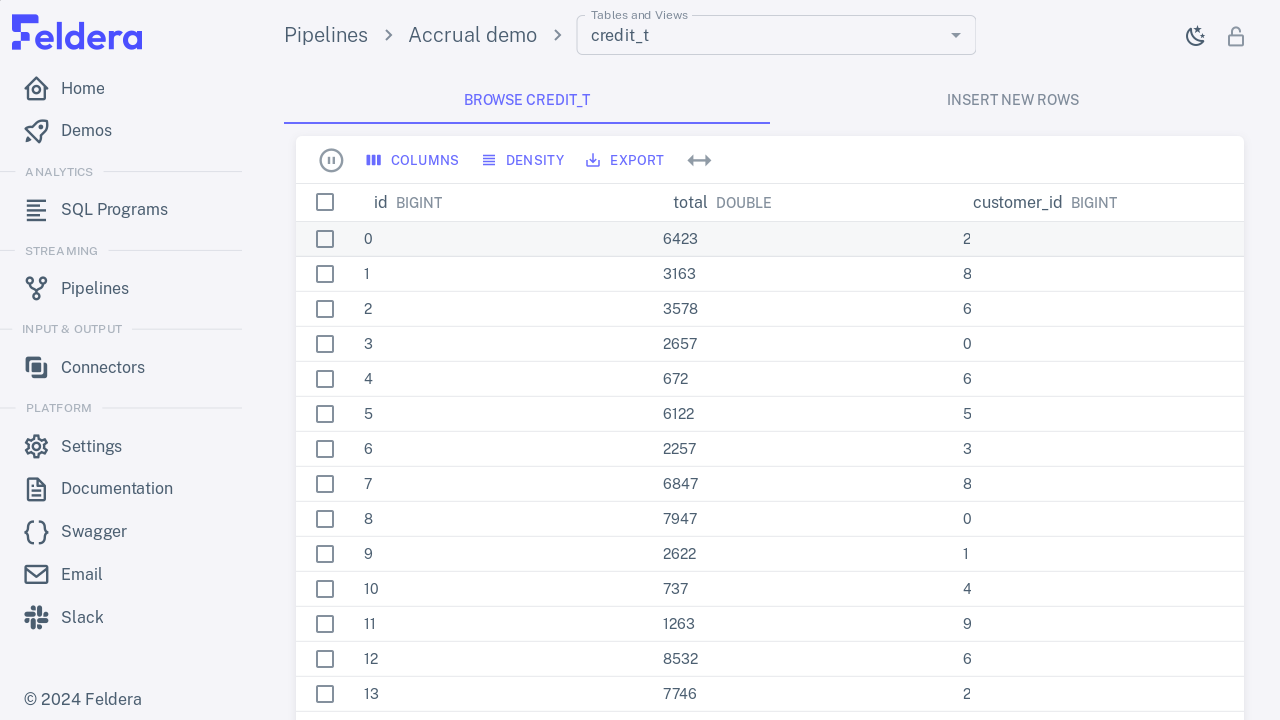 Feldera
Home
Demos
ANALYTICS
SQL Programs
STREAMING
Pipelines
INPUT & OUTPUT
Connectors
PLATFORM
Settings
Documentation
Swagger
Email
Slack
© 2024 Feldera
Pipelines Accrual demo
Tables and Views
credit_t
BROWSE CREDIT_T INSERT NEW ROWS
COLUMNS DENSITY EXPORT
id BIGINT total DOUBLE customer_id BIGINT
0 6423 2
1 3163 8
2 3578 6
3 2657 0
4 672 6
5 6122 5
6 2257 3
7 6847 8
8 7947 0
9 2622 1
10 737 4
11 1263 9
12 8532 6
13 7746 2